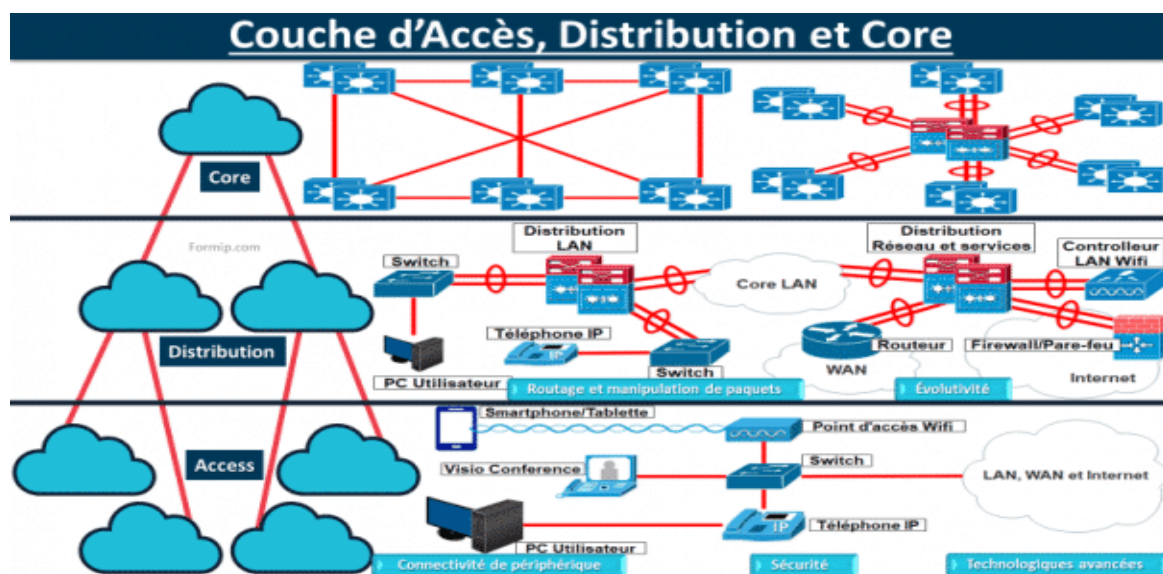 Couche d'Accès, Distribution et Core
Core
Formip.com
Distribution
LAN
Switch
Core LAN
Distribution
Réseau et services
Controlleur
LAN Wifi
Distribution
Téléphone IP
PC Utilisateur
Switch
Routeur
WAN
Firewall/Pare-feu
Internet
Routage et manipulation de paquets
Évolutivité
Access
Smartphone/Tablette
Point d'accès Wifi
Visio Conference
Switch
LAN, WAN et Internet
IP
Téléphone IP
PC Utilisateur
Connectivité de périphérique
Sécurité
Technologiques avancées